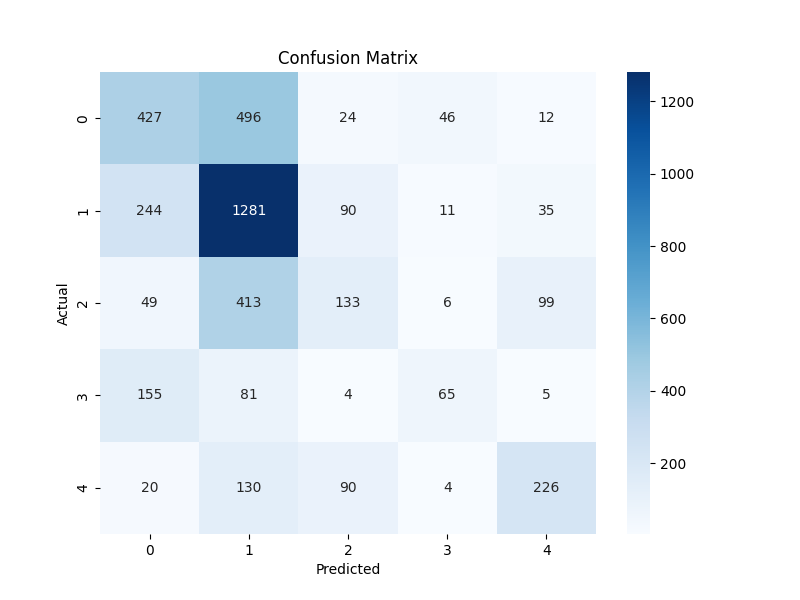 Confusion Matrix
0 427 496 24 46 12
1 244 1281 90 11 35
2 49 413 133 6 99
3 155 81 4 65 5
4 20 130 90 4 226
0 1 2 3 4
Predicted
Actual
1200
1000
800
600
400
200